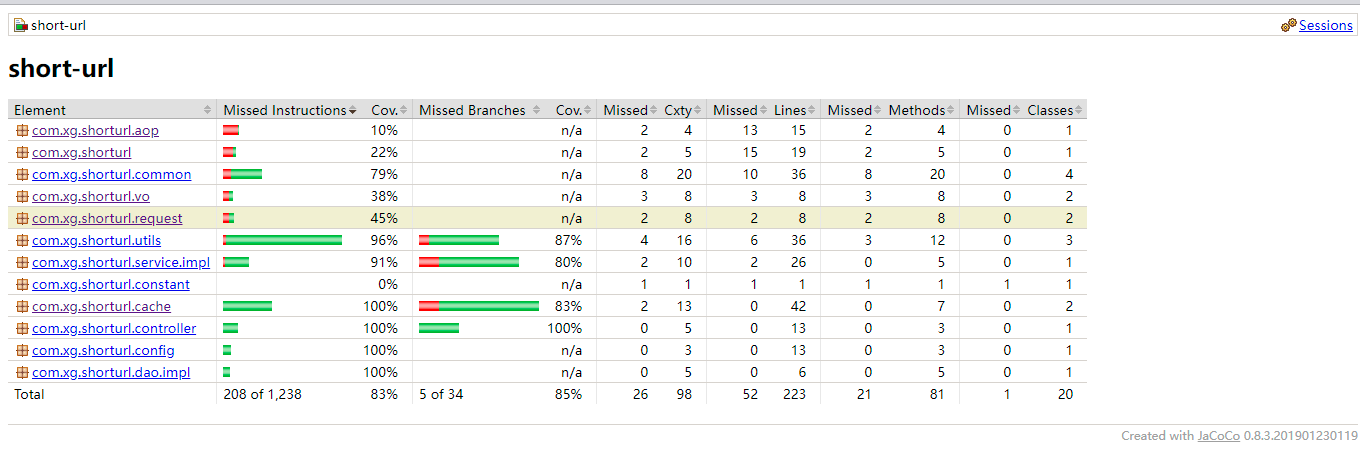 short-url Sessions
short-url
Element Missed Instructions Cov. Missed Branches Cov. Missed Cxty Missed Lines Missed Methods Missed Classes
com.xg.shorturl.aop 10% n/a 2 4 13 15 2 4 0 1
com.xg.shorturl 22% n/a 2 5 15 19 2 5 0 1
com.xg.shorturl.common 79% n/a 8 20 10 36 8 20 0 4
com.xg.shorturl.vo 38% n/a 3 8 3 8 3 8 0 2
com.xg.shorturl.request 45% n/a 2 8 2 8 2 8 0 2
com.xg.shorturl.utils 96% 87% 4 16 6 36 3 12 0 3
com.xg.shorturl.service.impl 91% 80% 2 10 2 26 0 5 0 1
com.xg.shorturl.constant 0% n/a 1 1 1 1 1 1 1 1
com.xg.shorturl.cache 100% 83% 2 13 0 42 0 7 0 2
com.xg.shorturl.controller 100% 100% 0 5 0 13 0 3 0 1
com.xg.shorturl.config 100% n/a 0 3 0 13 0 3 0 1
com.xg.shorturl.dao.impl 100% n/a 0 5 0 6 0 5 0 1
Total 208 of 1,238 83% 5 of 34 85% 26 98 52 223 21 81 1 20
Created with JaCoCo 0.8.3.201901230119